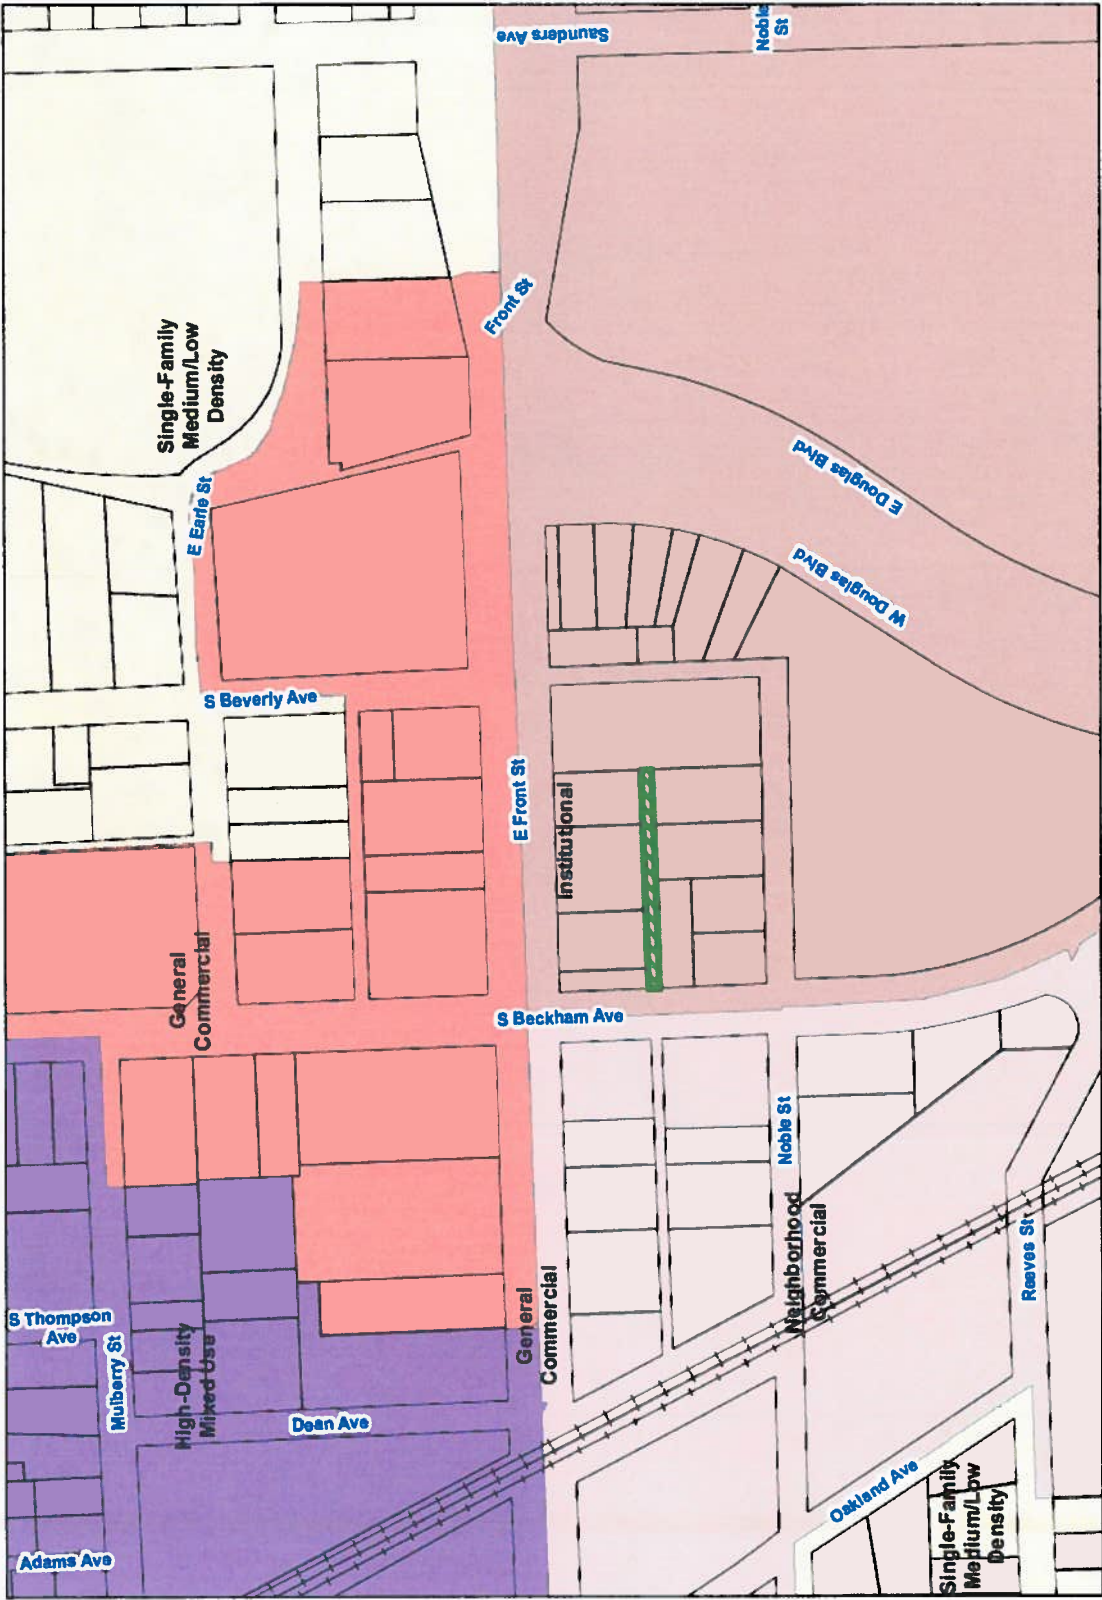 Saunders Ave
Noble
St
Front St
Single-Family
Medium/Low
Density
E Earle St
E Douglas Blvd
W Douglas Blvd
S Beverly Ave
E Front St
Institutional
General
Commercial
S Beckham Ave
Noble St
Neighborhood
Commercial
Reeves St
General
Commercial
S Thompson
Ave
Mulberry St
High-Density
Mixed Use
Dean Ave
Oakland Ave
Single-Family
Medium/Low
Density
Adams Ave